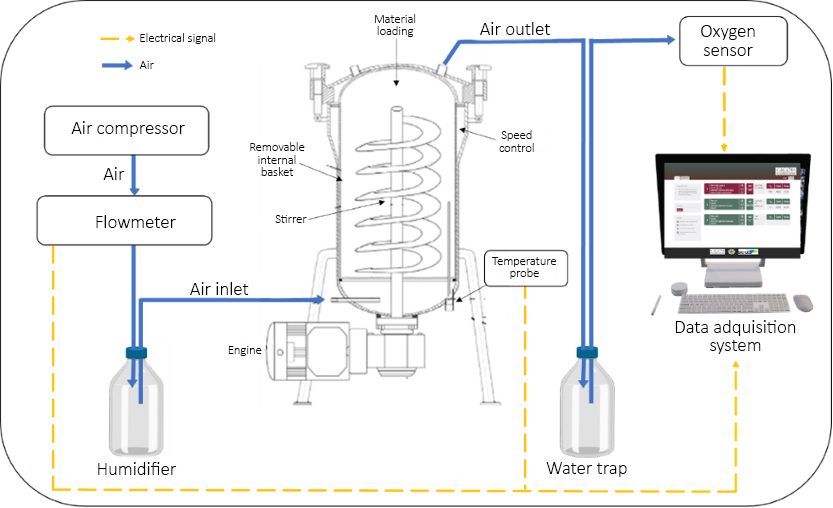 Electrical signal
Air
Material
loading
Air outlet
Oxygen
sensor
Air compressor
Speed
control
Removable
internal
basket
Air
Flowmeter
Stirrer
Temperature
probe
Air inlet
Data adquisition
system
Engine
Humidifier
Water trap